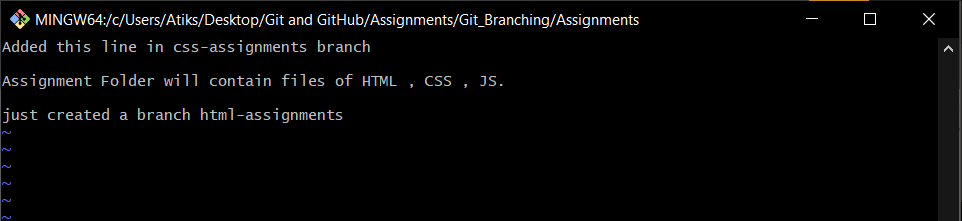 MINGW64:/c/Users/Atiks/Desktop/Git and GitHub/Assignments/Git_Branching/Assignments
Added this line in css-assignments branch
Assignment Folder will contain files of HTML , CSS , JS.
just created a branch html-assignments
~
~
~
~
~
~